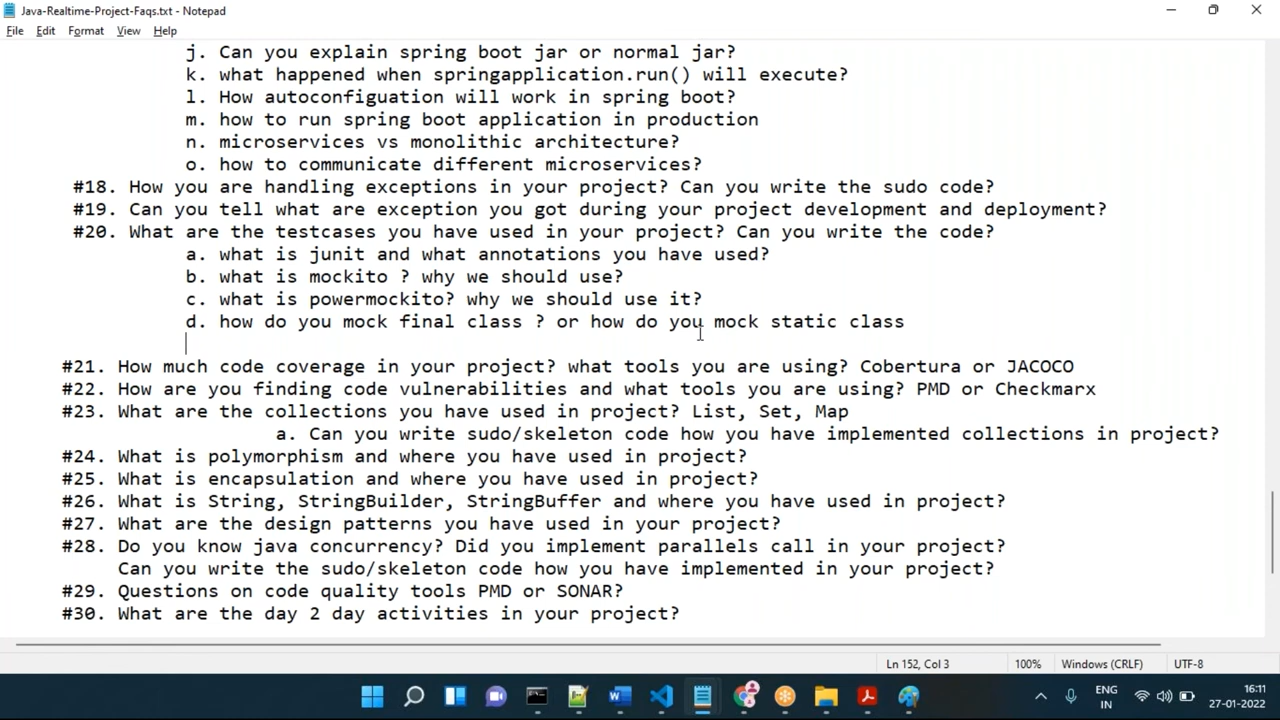 Java-Realtime-Project-Faqs.txt - Notepad
File Edit Format View Help
j. Can you explain spring boot jar or normal jar?
k. what happened when springapplication.run() will execute?
l. How autoconfiguation will work in spring boot?
m. how to run spring boot application in production
n. microservices vs monolithic architecture?
o. how to communicate different microservices?
#18. How you are handling exceptions in your project? Can you write the sudo code?
#19. Can you tell what are exception you got during your project development and deployment?
#20. What are the testcases you have used in your project? Can you write the code?
a. what is junit and what annotations you have used?
b. what is mockito ? why we should use?
c. what is powermockito? why we should use it?
d. how do you mock final class ? or how do you mock static class
#21. How much code coverage in your project? what tools you are using? Cobertura or JACOCO
#22. How are you finding code vulnerabilities and what tools you are using? PMD or Checkmarx
#23. What are the collections you have used in project? List, Set, Map
a. Can you write sudo/skeleton code how you have implemented collections in project?
#24. What is polymorphism and where you have used in project?
#25. What is encapsulation and where you have used in project?
#26. What is String, StringBuilder, StringBuffer and where you have used in project?
#27. What are the design patterns you have used in your project?
#28. Do you know java concurrency? Did you implement parallels call in your project?
Can you write the sudo/skeleton code how you have implemented in your project?
#29. Questions on code quality tools PMD or SONAR?
#30. What are the day 2 day activities in your project?
Ln 152, Col 3 100% Windows (CRLF) UTF-8
ENG 16:11
IN 27-01-2022